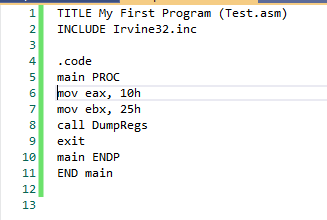 1 TITLE My First Program (Test.asm)
2 INCLUDE Irvine32.inc
3
4 .code
5 main PROC
6 mov eax, 10h
7 mov ebx, 25h
8 call DumpRegs
9 exit
10 main ENDP
11 END main
12
13